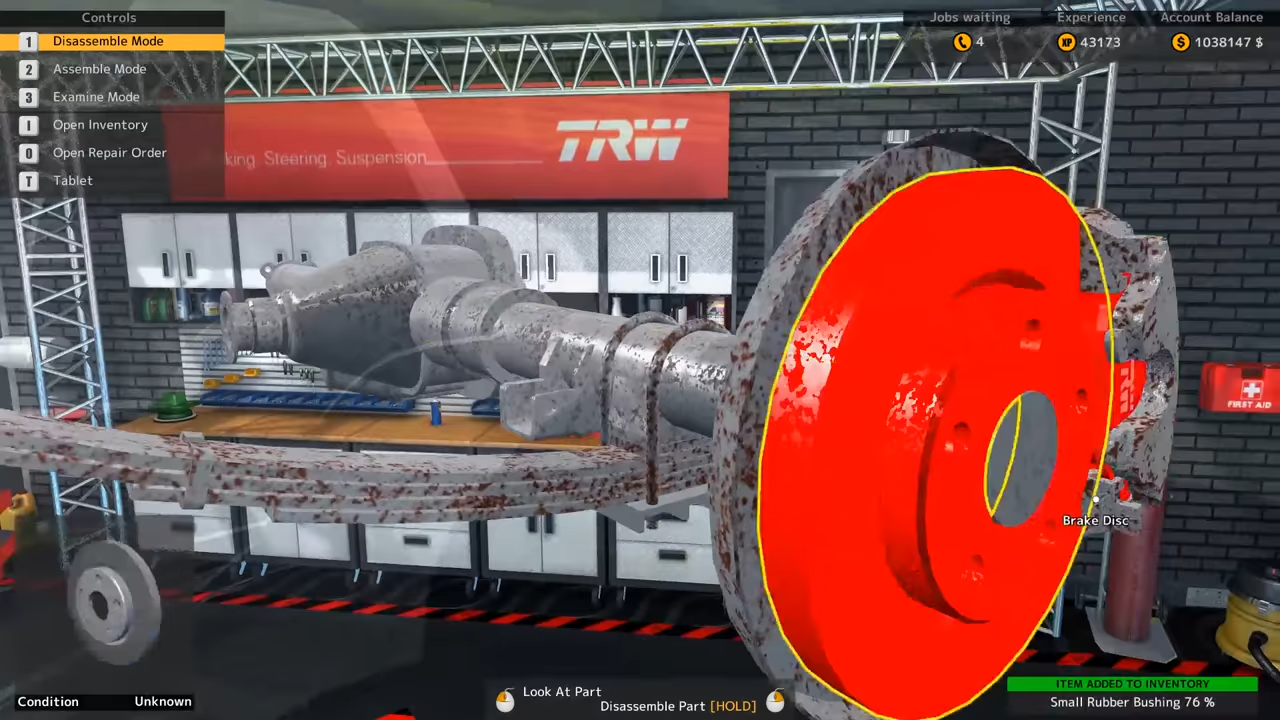 Controls
1 Disassemble Mode
2 Assemble Mode
3 Examine Mode
I Open Inventory
O Open Repair Order
T Tablet
Jobs waiting
4
Experience
XP 43173
Account Balance
$ 1038147 $
TRW
king Steering Suspension
FIRST AID
Brake Disc
Condition Unknown
Look At Part
Disassemble Part [HOLD]
ITEM ADDED TO INVENTORY
Small Rubber Bushing 76 %